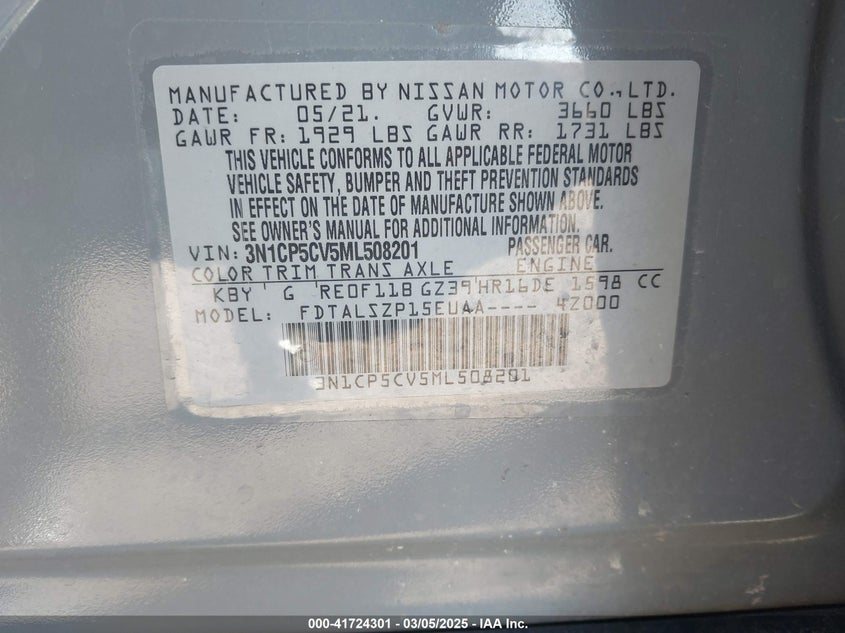 MANUFACTURED BY NISSAN MOTOR CO.,LTD.
DATE: 05/21. GVWR: 3660 LBS
GAWR FR: 1929 LBS GAWR RR: 1731 LBS
THIS VEHICLE CONFORMS TO ALL APPLICABLE FEDERAL MOTOR
VEHICLE SAFETY, BUMPER AND THEFT PREVENTION STANDARDS
IN EFFECT ON THE DATE OF MANUFACTURE SHOWN ABOVE.
SEE OWNER'S MANUAL FOR ADDITIONAL INFORMATION.
VIN: 3N1CP5CV5ML508201 PASSENGER CAR.
COLOR TRIM TRANS AXLE ENGINE
KBY ' G 'RE0F11B GZ39'HR16DE 1598 CC
MODEL: FDTALSZP15EUAA---- 4Z000
3N1CP5CV5ML508201
000-41724301 - 03/05/2025 - IAA Inc.